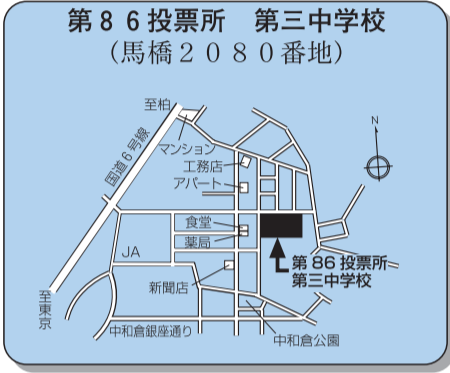 第８６投票所　第三中学校
（馬橋２０８０番地）
至柏
N
マンション
国道6号線
工務店
アパート
食堂
薬局
JA
第86投票所
第三中学校
新聞店
至東京
中和倉銀座通り
中和倉公園